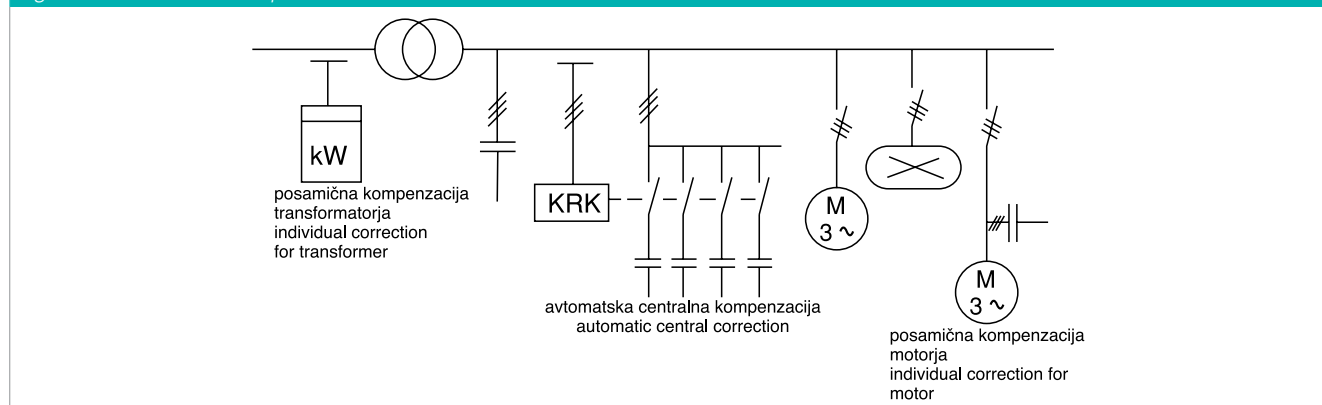 kW
posamična kompenzacija
transformatorja
individual correction
for transformer
KRK
avtomatska centralna kompenzacija
automatic central correction
M
3 ~
M
3 ~
posamična kompenzacija
motorja
individual correction for
motor